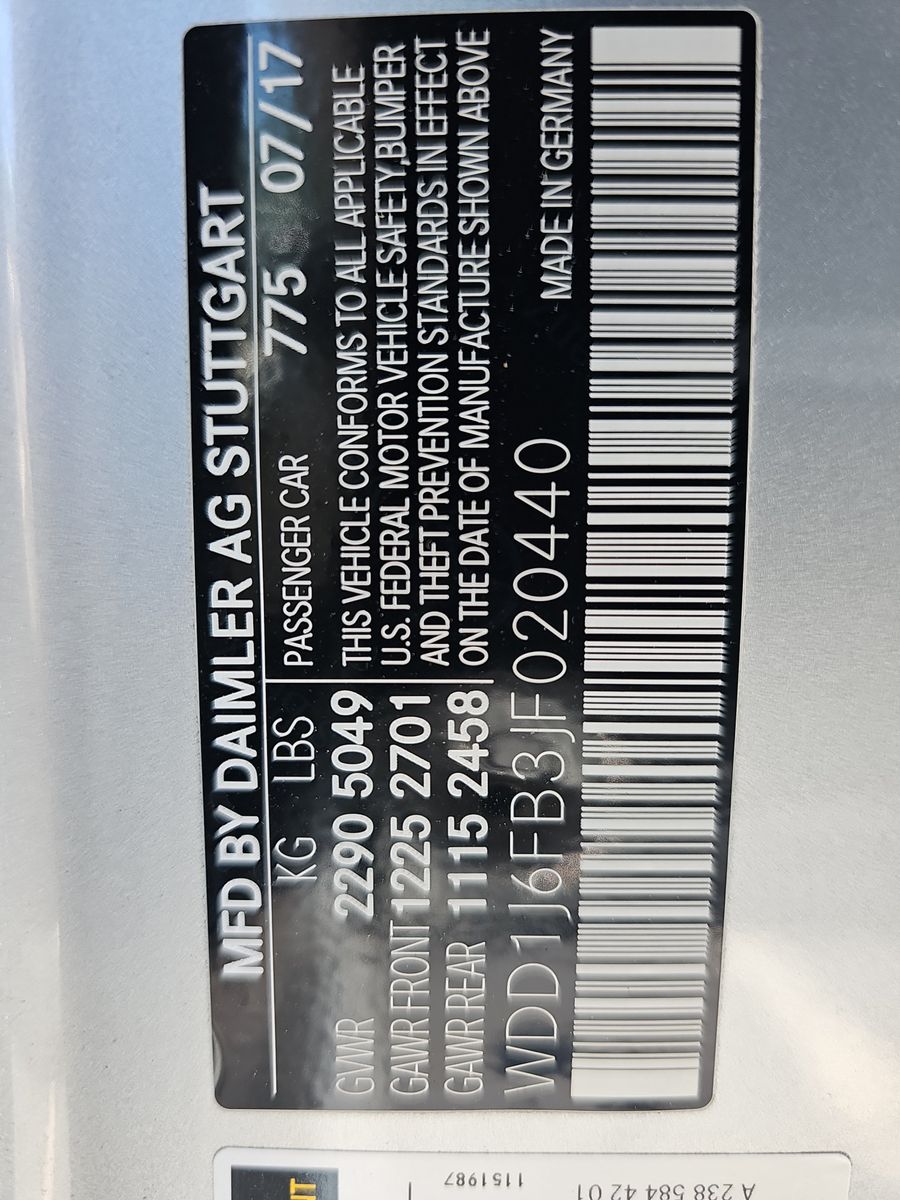 MFD BY DAIMLER AG STUTTGART
KG LBS PASSENGER CAR 775 07/17
GVWR 2290 5049 THIS VEHICLE CONFORMS TO ALL APPLICABLE
U.S. FEDERAL MOTOR VEHICLE SAFETY,BUMPER
GAWR FRONT 1225 2701 AND THEFT PREVENTION STANDARDS IN EFFECT
GAWR REAR 1115 2458 ON THE DATE OF MANUFACTURE SHOWN ABOVE
WDD1J6FB3JF020440 MADE IN GERMANY
1151987
A 238 584 42 01